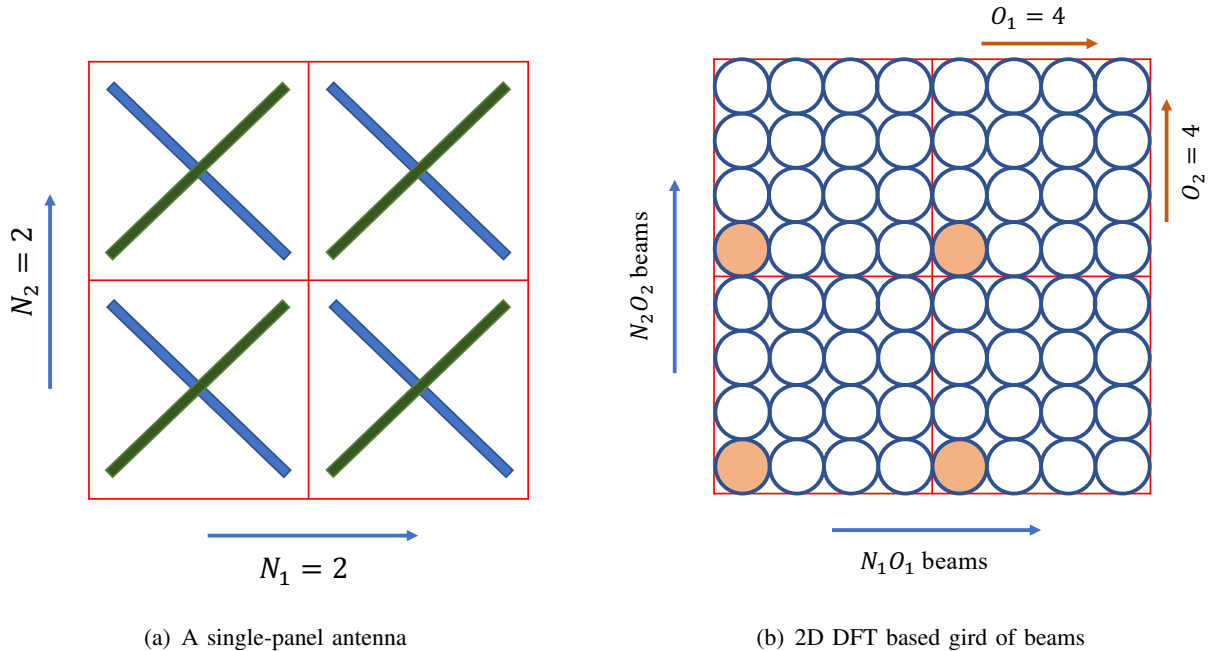 N₂ = 2
N₁ = 2
(a) A single-panel antenna
O₁ = 4
O₂ = 4
N₂O₂ beams
N₁O₁ beams
(b) 2D DFT based gird of beams